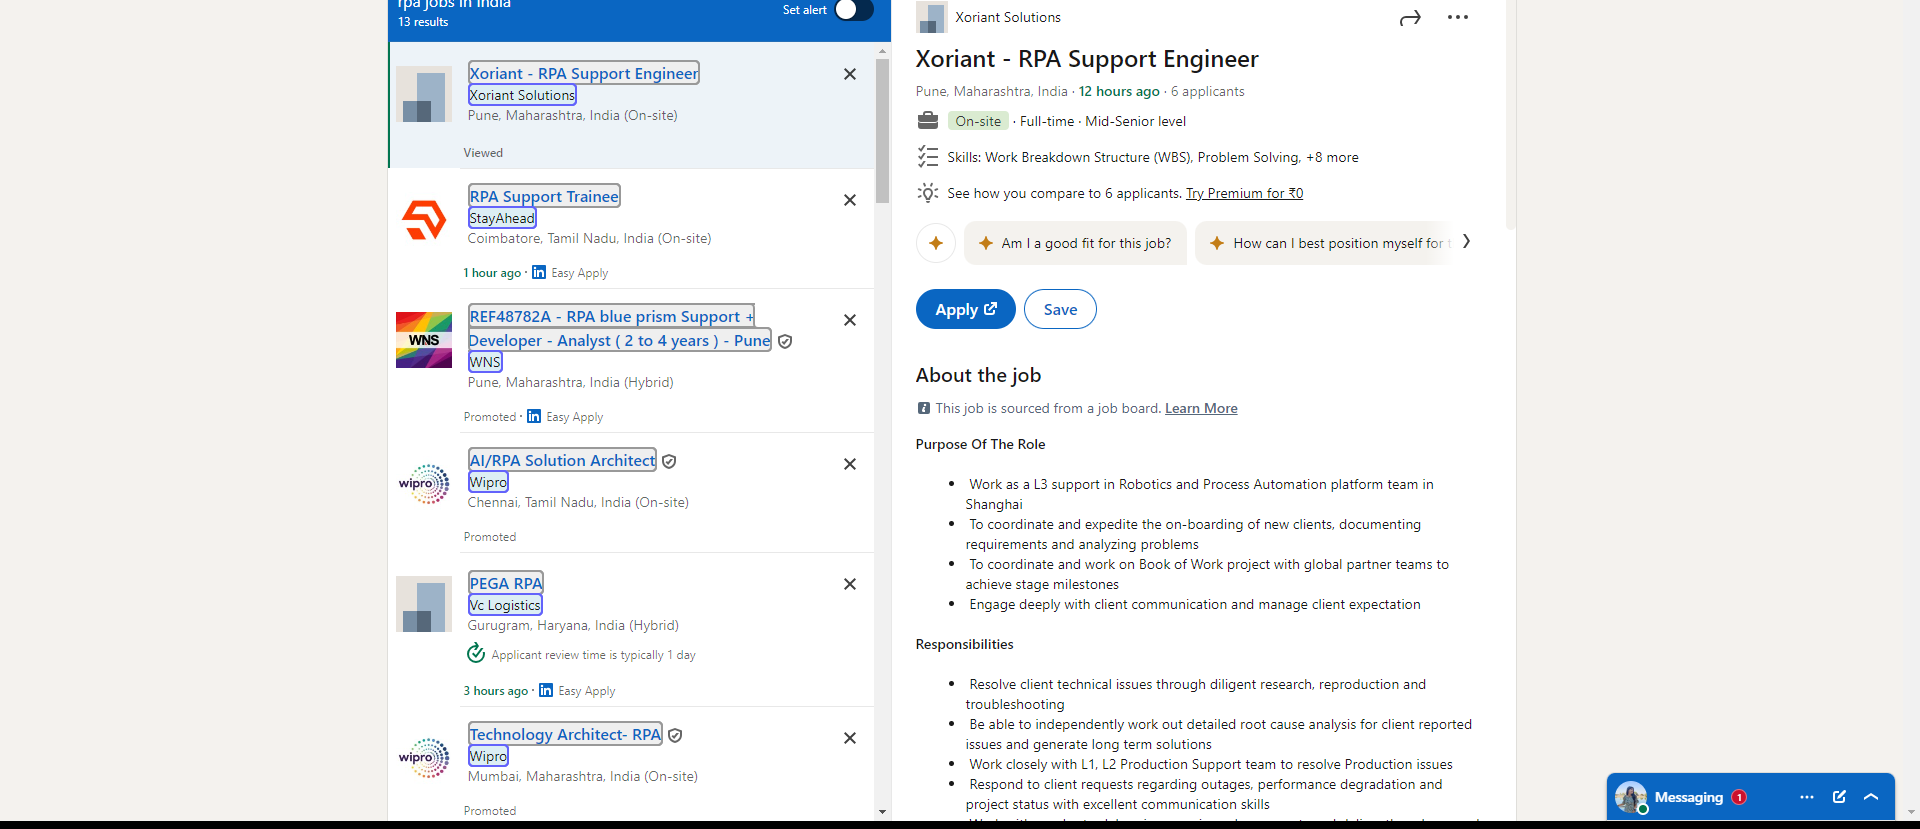 rpa jobs in India
13 results
Set alert
Xoriant - RPA Support Engineer
Xoriant Solutions
Pune, Maharashtra, India (On-site)
Viewed
RPA Support Trainee
StayAhead
Coimbatore, Tamil Nadu, India (On-site)
1 hour ago · in Easy Apply
WNS
REF48782A - RPA blue prism Support +
Developer - Analyst ( 2 to 4 years ) - Pune
WNS
Pune, Maharashtra, India (Hybrid)
Promoted · in Easy Apply
wipro
AI/RPA Solution Architect
Wipro
Chennai, Tamil Nadu, India (On-site)
Promoted
PEGA RPA
Vc Logistics
Gurugram, Haryana, India (Hybrid)
Applicant review time is typically 1 day
3 hours ago · in Easy Apply
wipro
Technology Architect- RPA
Wipro
Mumbai, Maharashtra, India (On-site)
Promoted
Xoriant Solutions
Xoriant - RPA Support Engineer
Pune, Maharashtra, India · 12 hours ago · 6 applicants
On-site · Full-time · Mid-Senior level
Skills: Work Breakdown Structure (WBS), Problem Solving, +8 more
See how you compare to 6 applicants. Try Premium for ₹0
Am I a good fit for this job?
How can I best position myself for t
Apply
Save
About the job
This job is sourced from a job board. Learn More
Purpose Of The Role
• Work as a L3 support in Robotics and Process Automation platform team in
Shanghai
• To coordinate and expedite the on-boarding of new clients, documenting
requirements and analyzing problems
• To coordinate and work on Book of Work project with global partner teams to
achieve stage milestones
• Engage deeply with client communication and manage client expectation
Responsibilities
• Resolve client technical issues through diligent research, reproduction and
troubleshooting
• Be able to independently work out detailed root cause analysis for client reported
issues and generate long term solutions
• Work closely with L1, L2 Production Support team to resolve Production issues
• Respond to client requests regarding outages, performance degradation and
project status with excellent communication skills
Messaging 1